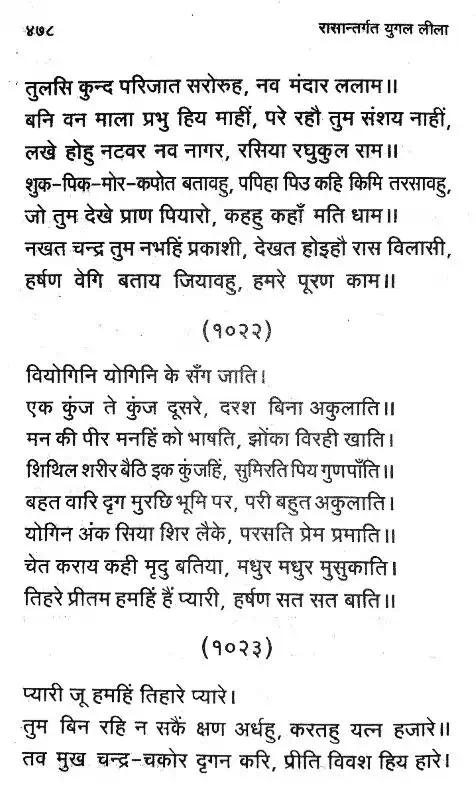 ४७८ रासान्तर्गत युगल लीला
तुलसि कुन्द परिजात सरोरुह, नव मंदार ललाम॥
बनि वन माला प्रभु हिय माहीं, परे रहौ तुम संशय नाहीं,
लखे होहु नटवर नव नागर, रसिया रघुकुल राम॥
शुक-पिक-मोर-कपोत बतावहु, पपिहा पिउ कहि किमि तरसावहु,
जो तुम देखे प्राण पियारो, कहहु कहाँ मति धाम॥
नखत चन्द्र तुम नभहिं प्रकाशी, देखत होइहौ रास विलासी,
हर्षण वेगि बताय जियावहु, हमरे पूरण काम॥
(१०२२)
वियोगिनि योगिनि के सँग जाति।
एक कुंज ते कुंज दूसरे, दरश बिना अकुलाति॥
मन की पीर मनहिं को भाषति, झोंका विरही खाति।
शिथिल शरीर बैठि इक कुंजहिं, सुमिरति पिय गुणपाँति॥
बहत वारि दृग मुरछि भूमि पर, परी बहुत अकुलाति।
योगिन अंक सिया शिर लैके, परसति प्रेम प्रमाति॥
चेत कराय कही मृदु बतिया, मधुर मधुर मुसुकाति।
तिहरे प्रीतम हमहिं हैं प्यारी, हर्षण सत सत बाति॥
(१०२३)
प्यारी जू हमहिं तिहारे प्यारे।
तुम बिन रहि न सकैं क्षण अर्धहु, करतहु यत्न हजारे॥
तव मुख चन्द्र-चकोर दृगन करि, प्रीति विवश हिय हारे।